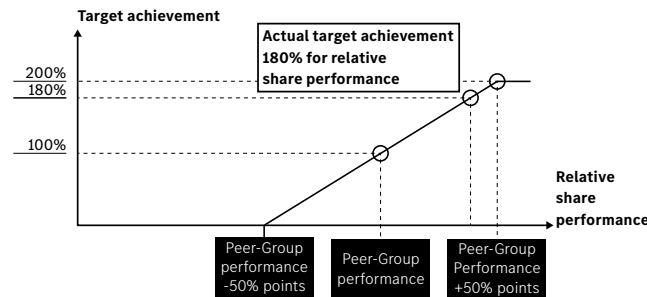 Target achievement
Actual target achievement
180% for relative
share performance
200%
180%
100%
Relative
share
performance
Peer-Group
performance
-50% points
Peer-Group
performance
Peer-Group
Performance
+50% points